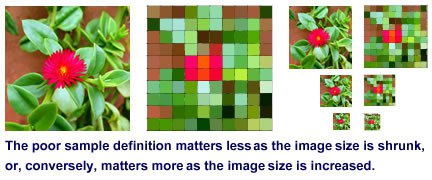 The poor sample definition matters less as the image size is shrunk,
or, conversely, matters more as the image size is increased.